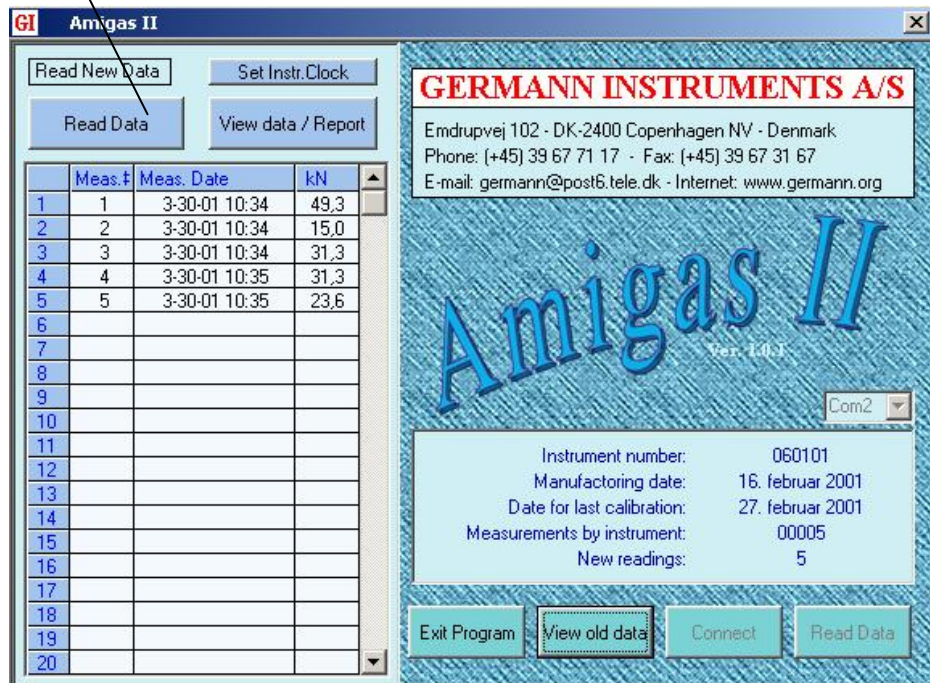 GI Amigas II
Read New Data
Set Instr.Clock
Read Data
View data / Report
Meas.‡ Meas. Date kN
1 1 3-30-01 10:34 49,3
2 2 3-30-01 10:34 15,0
3 3 3-30-01 10:34 31,3
4 4 3-30-01 10:35 31,3
5 5 3-30-01 10:35 23,6
6
7
8
9
10
11
12
13
14
15
16
17
18
19
20
GERMANN INSTRUMENTS A/S
Emdrupvej 102 - DK-2400 Copenhagen NV - Denmark
Phone: (+45) 39 67 71 17 - Fax: (+45) 39 67 31 67
E-mail: germann@post6.tele.dk - Internet: www.germann.org
Amigas II
Ver. 1.0.1
Com2
Instrument number: 060101
Manufactoring date: 16. februar 2001
Date for last calibration: 27. februar 2001
Measurements by instrument: 00005
New readings: 5
Exit Program
View old data
Connect
Read Data